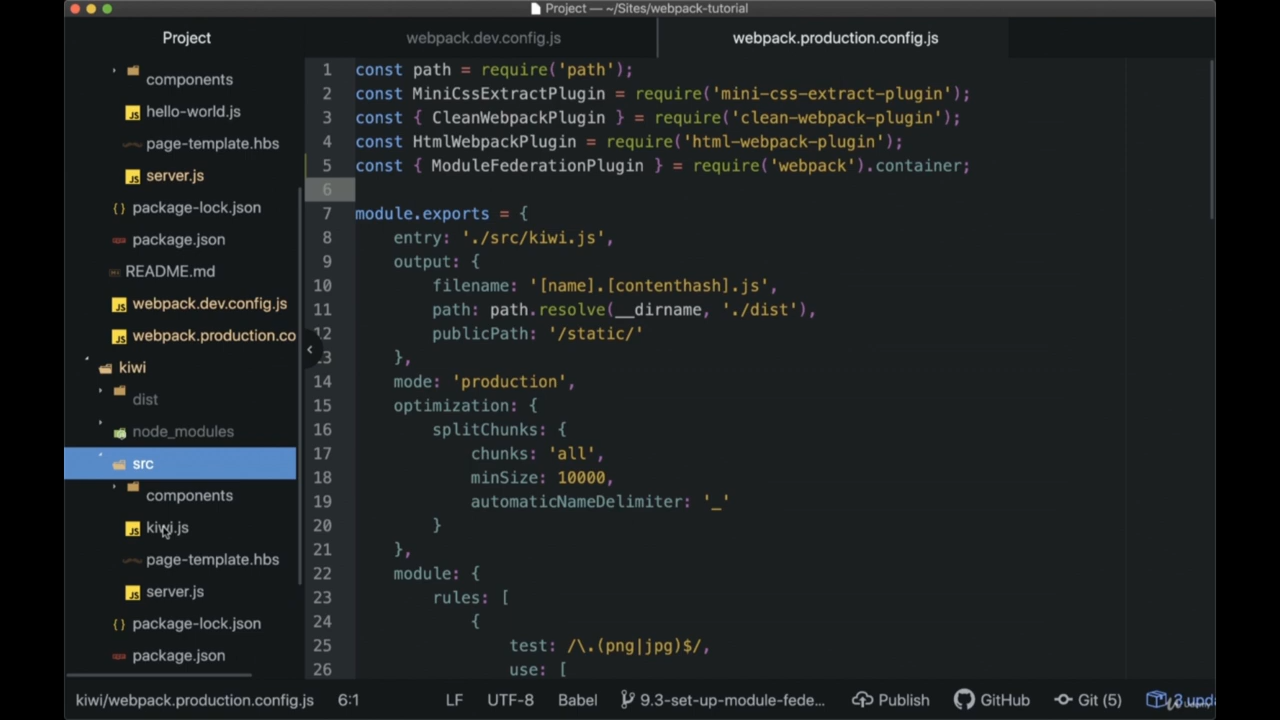 Project — ~/Sites/webpack-tutorial
Project
webpack.dev.config.js
webpack.production.config.js
components
hello-world.js
page-template.hbs
server.js
package-lock.json
package.json
README.md
webpack.dev.config.js
webpack.production.co
kiwi
dist
node_modules
src
components
kiwi.js
page-template.hbs
server.js
package-lock.json
package.json
1 const path = require('path');
2 const MiniCssExtractPlugin = require('mini-css-extract-plugin');
3 const { CleanWebpackPlugin } = require('clean-webpack-plugin');
4 const HtmlWebpackPlugin = require('html-webpack-plugin');
5 const { ModuleFederationPlugin } = require('webpack').container;
6
7 module.exports = {
8 entry: './src/kiwi.js',
9 output: {
10 filename: '[name].[contenthash].js',
11 path: path.resolve(__dirname, './dist'),
12 publicPath: '/static/'
13 },
14 mode: 'production',
15 optimization: {
16 splitChunks: {
17 chunks: 'all',
18 minSize: 10000,
19 automaticNameDelimiter: '_'
20 }
21 },
22 module: {
23 rules: [
24 {
25 test: /\.(png|jpg)$/,
26 use: [
kiwi/webpack.production.config.js 6:1 LF UTF-8 Babel 9.3-set-up-module-fede... Publish GitHub Git (5)